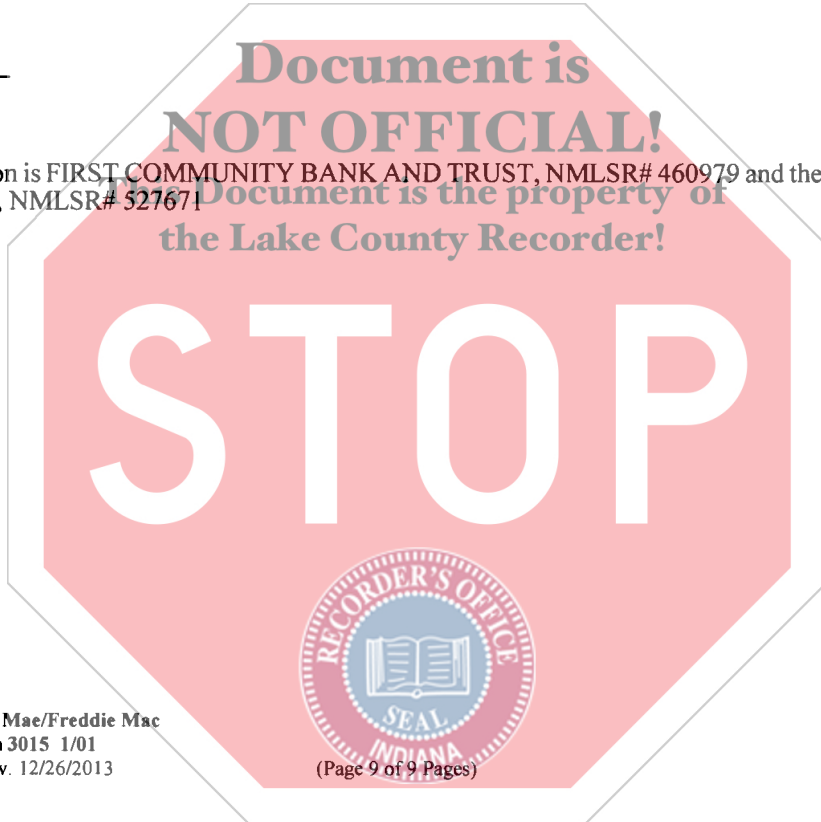 Document is
NOT OFFICIAL!
on is FIRST COMMUNITY BANK AND TRUST, NMLSR# 460979 and the
This Document is the property of
, NMLSR# 527671
the Lake County Recorder!
STOP
RECORDER'S OFFICE
SEAL
INDIANA
Mae/Freddie Mac
3015 1/01
v. 12/26/2013
(Page 9 of 9 Pages)